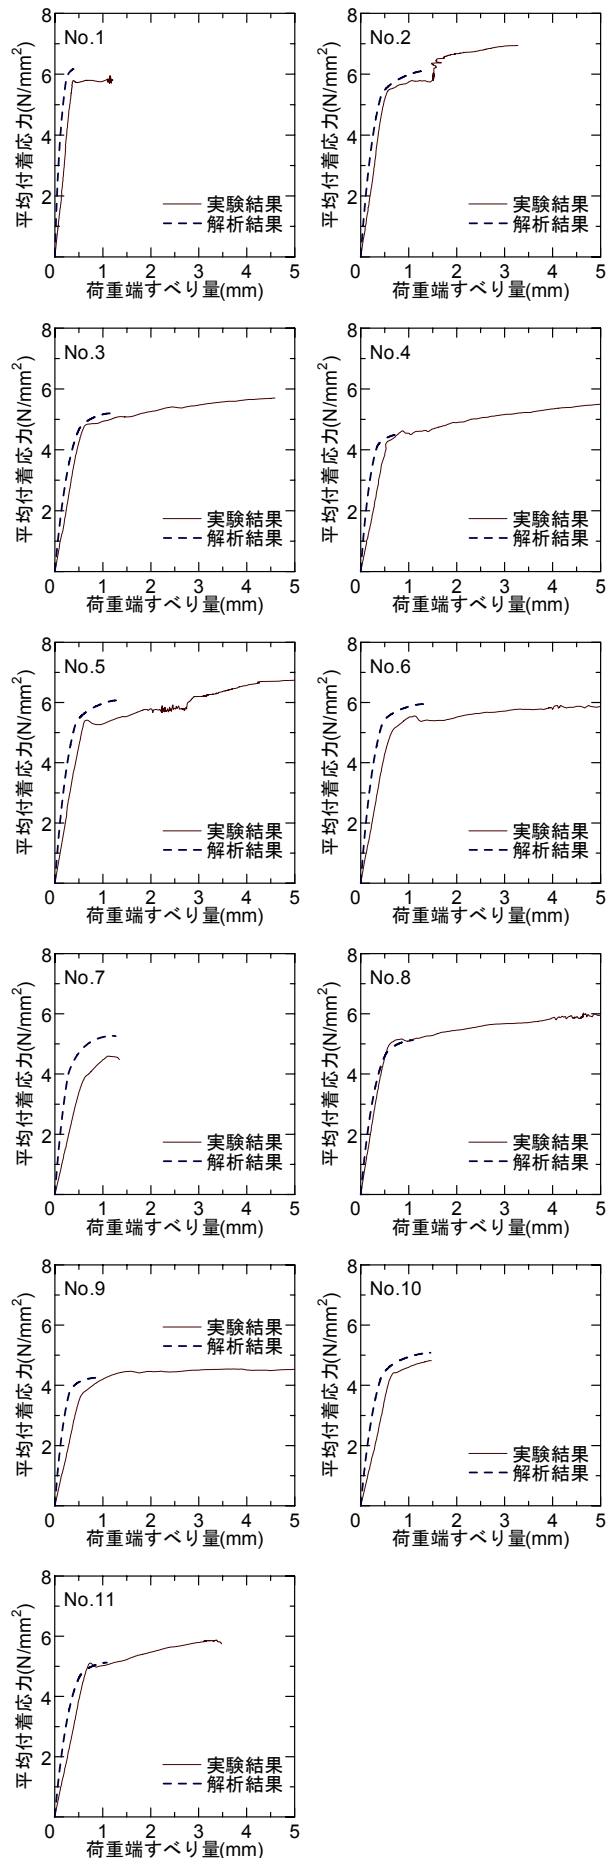 No.1
平均付着応力(N/mm²)
8
6
4
2
実験結果
解析結果
0 1 2 3 4 5
荷重端すべり量(mm)
No.2
平均付着応力(N/mm²)
8
6
4
2
実験結果
解析結果
0 1 2 3 4 5
荷重端すべり量(mm)
No.3
平均付着応力(N/mm²)
8
6
4
2
実験結果
解析結果
0 1 2 3 4 5
荷重端すべり量(mm)
No.4
平均付着応力(N/mm²)
8
6
4
2
実験結果
解析結果
0 1 2 3 4 5
荷重端すべり量(mm)
No.5
平均付着応力(N/mm²)
8
6
4
2
実験結果
解析結果
0 1 2 3 4 5
荷重端すべり量(mm)
No.6
平均付着応力(N/mm²)
8
6
4
2
実験結果
解析結果
0 1 2 3 4 5
荷重端すべり量(mm)
No.7
平均付着応力(N/mm²)
8
6
4
2
実験結果
解析結果
0 1 2 3 4 5
荷重端すべり量(mm)
No.8
平均付着応力(N/mm²)
8
6
4
2
実験結果
解析結果
0 1 2 3 4 5
荷重端すべり量(mm)
No.9
平均付着応力(N/mm²)
8
6
4
2
実験結果
解析結果
0 1 2 3 4 5
荷重端すべり量(mm)
No.10
平均付着応力(N/mm²)
8
6
4
2
実験結果
解析結果
0 1 2 3 4 5
荷重端すべり量(mm)
No.11
平均付着応力(N/mm²)
8
6
4
2
実験結果
解析結果
0 1 2 3 4 5
荷重端すべり量(mm)